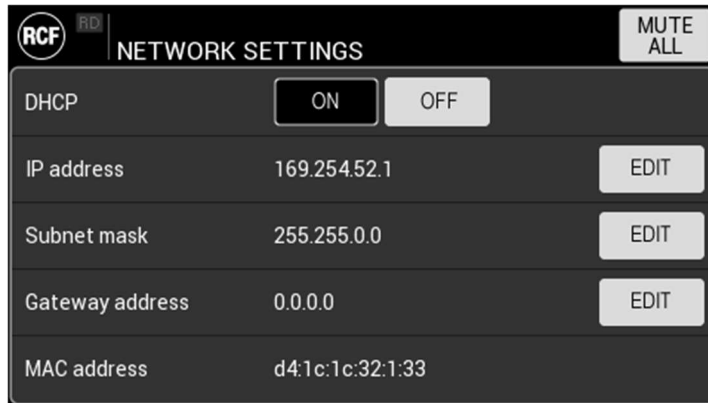 RCF RD
NETWORK SETTINGS
MUTE
ALL
DHCP ON OFF
IP address 169.254.52.1 EDIT
Subnet mask 255.255.0.0 EDIT
Gateway address 0.0.0.0 EDIT
MAC address d4:1c:1c:32:1:33